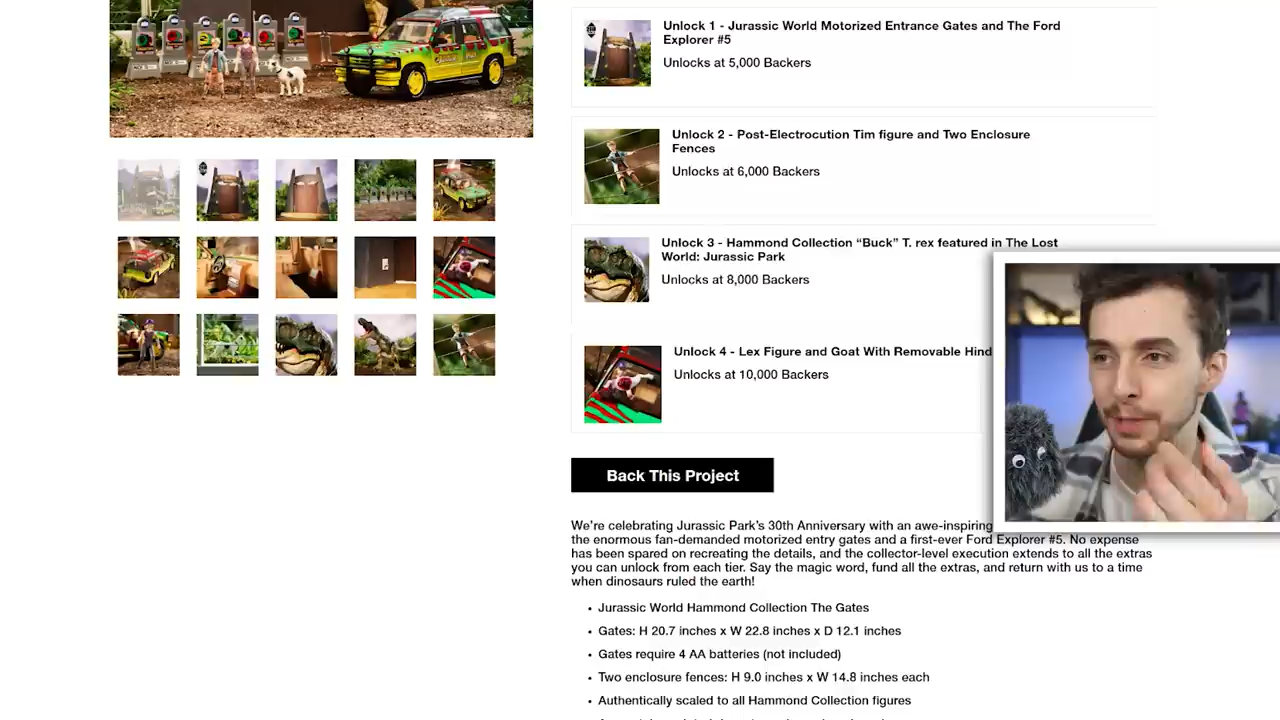 Unlock 1 - Jurassic World Motorized Entrance Gates and The Ford
Explorer #5
Unlocks at 5,000 Backers
Unlock 2 - Post-Electrocution Tim figure and Two Enclosure
Fences
Unlocks at 6,000 Backers
Unlock 3 - Hammond Collection “Buck” T. rex featured in The Lost
World: Jurassic Park
Unlocks at 8,000 Backers
Unlock 4 - Lex Figure and Goat With Removable Hind
Unlocks at 10,000 Backers
Back This Project
We’re celebrating Jurassic Park’s 30th Anniversary with an awe-inspiring
the enormous fan-demanded motorized entry gates and a first-ever Ford Explorer #5. No expense
has been spared on recreating the details, and the collector-level execution extends to all the extras
you can unlock from each tier. Say the magic word, fund all the extras, and return with us to a time
when dinosaurs ruled the earth!
• Jurassic World Hammond Collection The Gates
• Gates: H 20.7 inches x W 22.8 inches x D 12.1 inches
• Gates require 4 AA batteries (not included)
• Two enclosure fences: H 9.0 inches x W 14.8 inches each
• Authentically scaled to all Hammond Collection figures